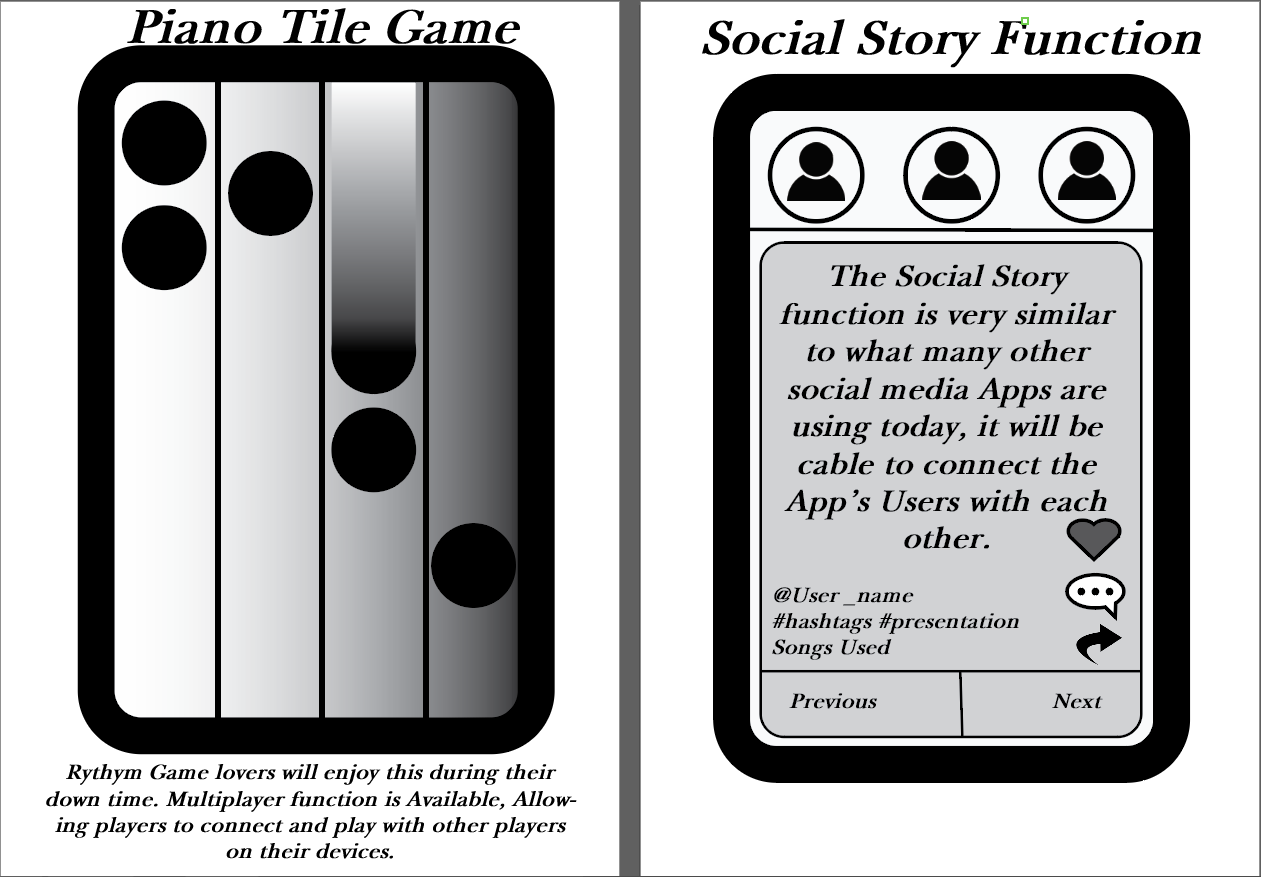 Piano Tile Game
Rythym Game lovers will enjoy this during their
down time. Multiplayer function is Available, Allow-
ing players to connect and play with other players
on their devices.
Social Story Function
The Social Story
function is very similar
to what many other
social media Apps are
using today, it will be
cable to connect the
App’s Users with each
other.
@User_name
#hashtags #presentation
Songs Used
Previous
Next